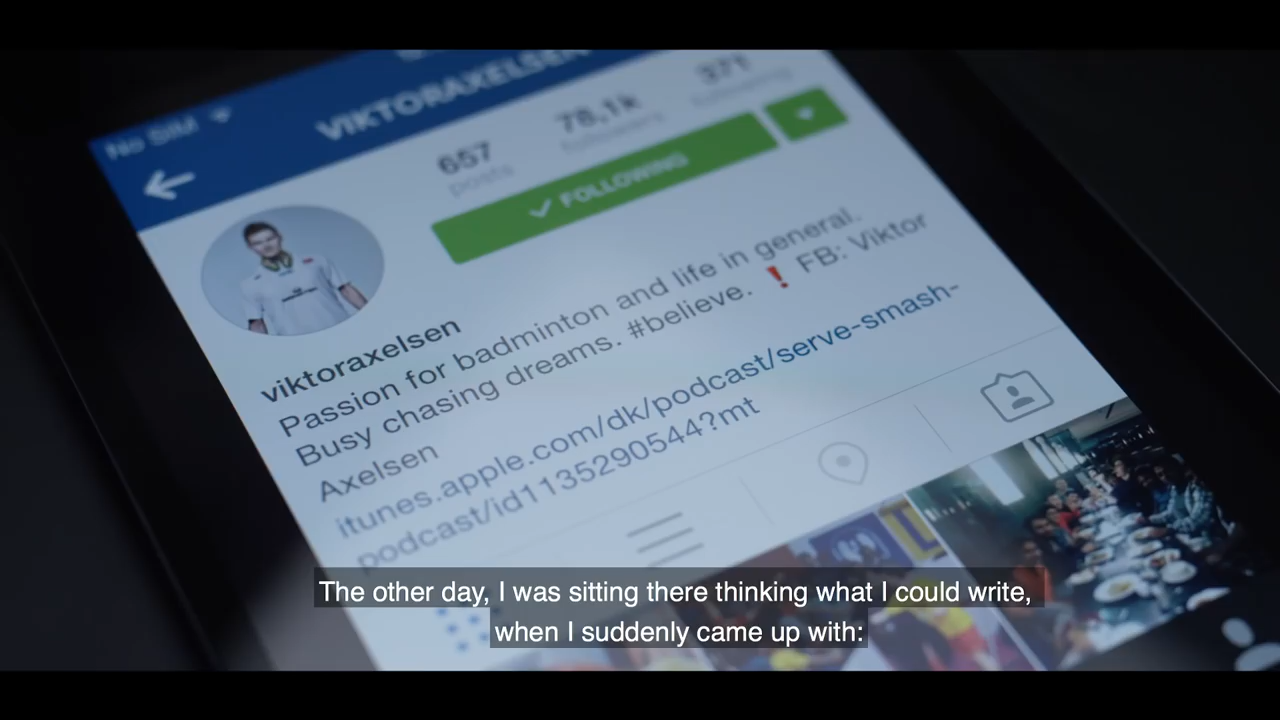 No SIM
VIKTORAXELSEN
657
78,1k
371
posts
followers
following
✓ FOLLOWING
viktoraxelsen
Passion for badminton and life in general.
Busy chasing dreams. #believe. ❗ FB: Viktor
Axelsen
itunes.apple.com/dk/podcast/serve-smash-
podcast/id1135290544?mt
The other day, I was sitting there thinking what I could write,
when I suddenly came up with: